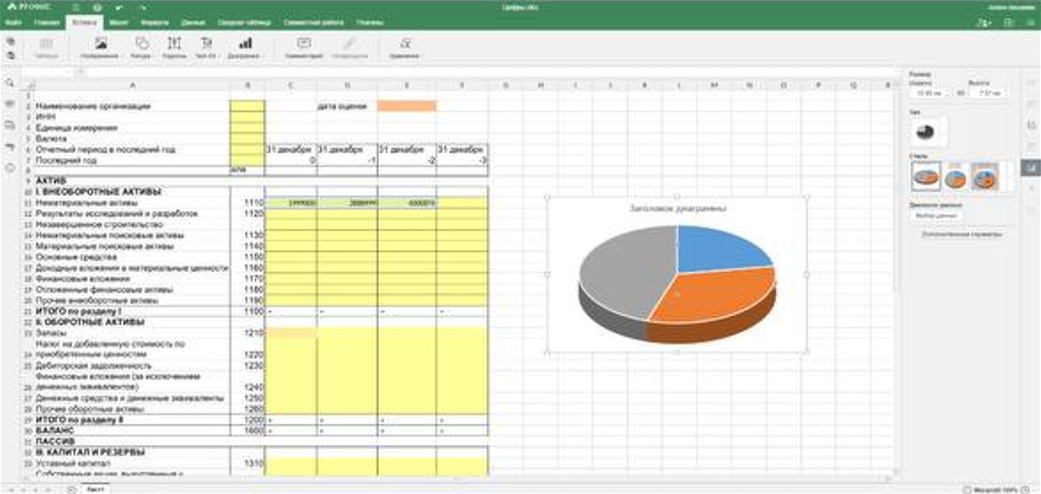 Р7-ОФИС
Цифры.xlsx
Файл Главная Вставка Макет Формула Данные Сводная таблица Совместная работа Плагины
Таблица Изображение Фигура Надпись Text Art Диаграмма Комментарий Гиперссылка Уравнение
A B C D E F G H I J K L M N O P Q R
1
2 Наименование организации дата оценки
3 ИНН
4 Единица измерения
5 Валюта
6 Отчетный период в последний год 31 декабря 31 декабря 31 декабря 31 декабря
7 Последний год 0 -1 -2 -3
8
9 АКТИВ
10 I. ВНЕОБОРОТНЫЕ АКТИВЫ
11 Нематериальные активы 1110
12 Результаты исследований и разработок 1120
13 Незавершенное строительство
14 Нематериальные поисковые активы 1130
15 Материальные поисковые активы 1140
16 Основные средства 1150
17 Доходные вложения в материальные ценности 1160
18 Финансовые вложения 1170
19 Отложенные финансовые активы 1180
20 Прочие внеоборотные активы 1190
21 ИТОГО по разделу I 1100 - - - -
22 II. ОБОРОТНЫЕ АКТИВЫ
23 Запасы 1210
Налог на добавленную стоимость по
24 приобретенным ценностям 1220
25 Дебиторская задолженность 1230
Финансовые вложения (за исключением
26 денежных эквивалентов) 1240
27 Денежные средства и денежные эквиваленты 1250
28 Прочие оборотные активы 1260
29 ИТОГО по разделу II 1200 - - - -
30 БАЛАНС 1600 - - - -
31 ПАССИВ
32 III. КАПИТАЛ И РЕЗЕРВЫ
33 Уставный капитал 1310
Заголовок диаграммы
Размер
Ширина Высота
Тип
Стиль
Диапазон данных
Выбор данных
Дополнительные параметры
Лист1
Масштаб 100%